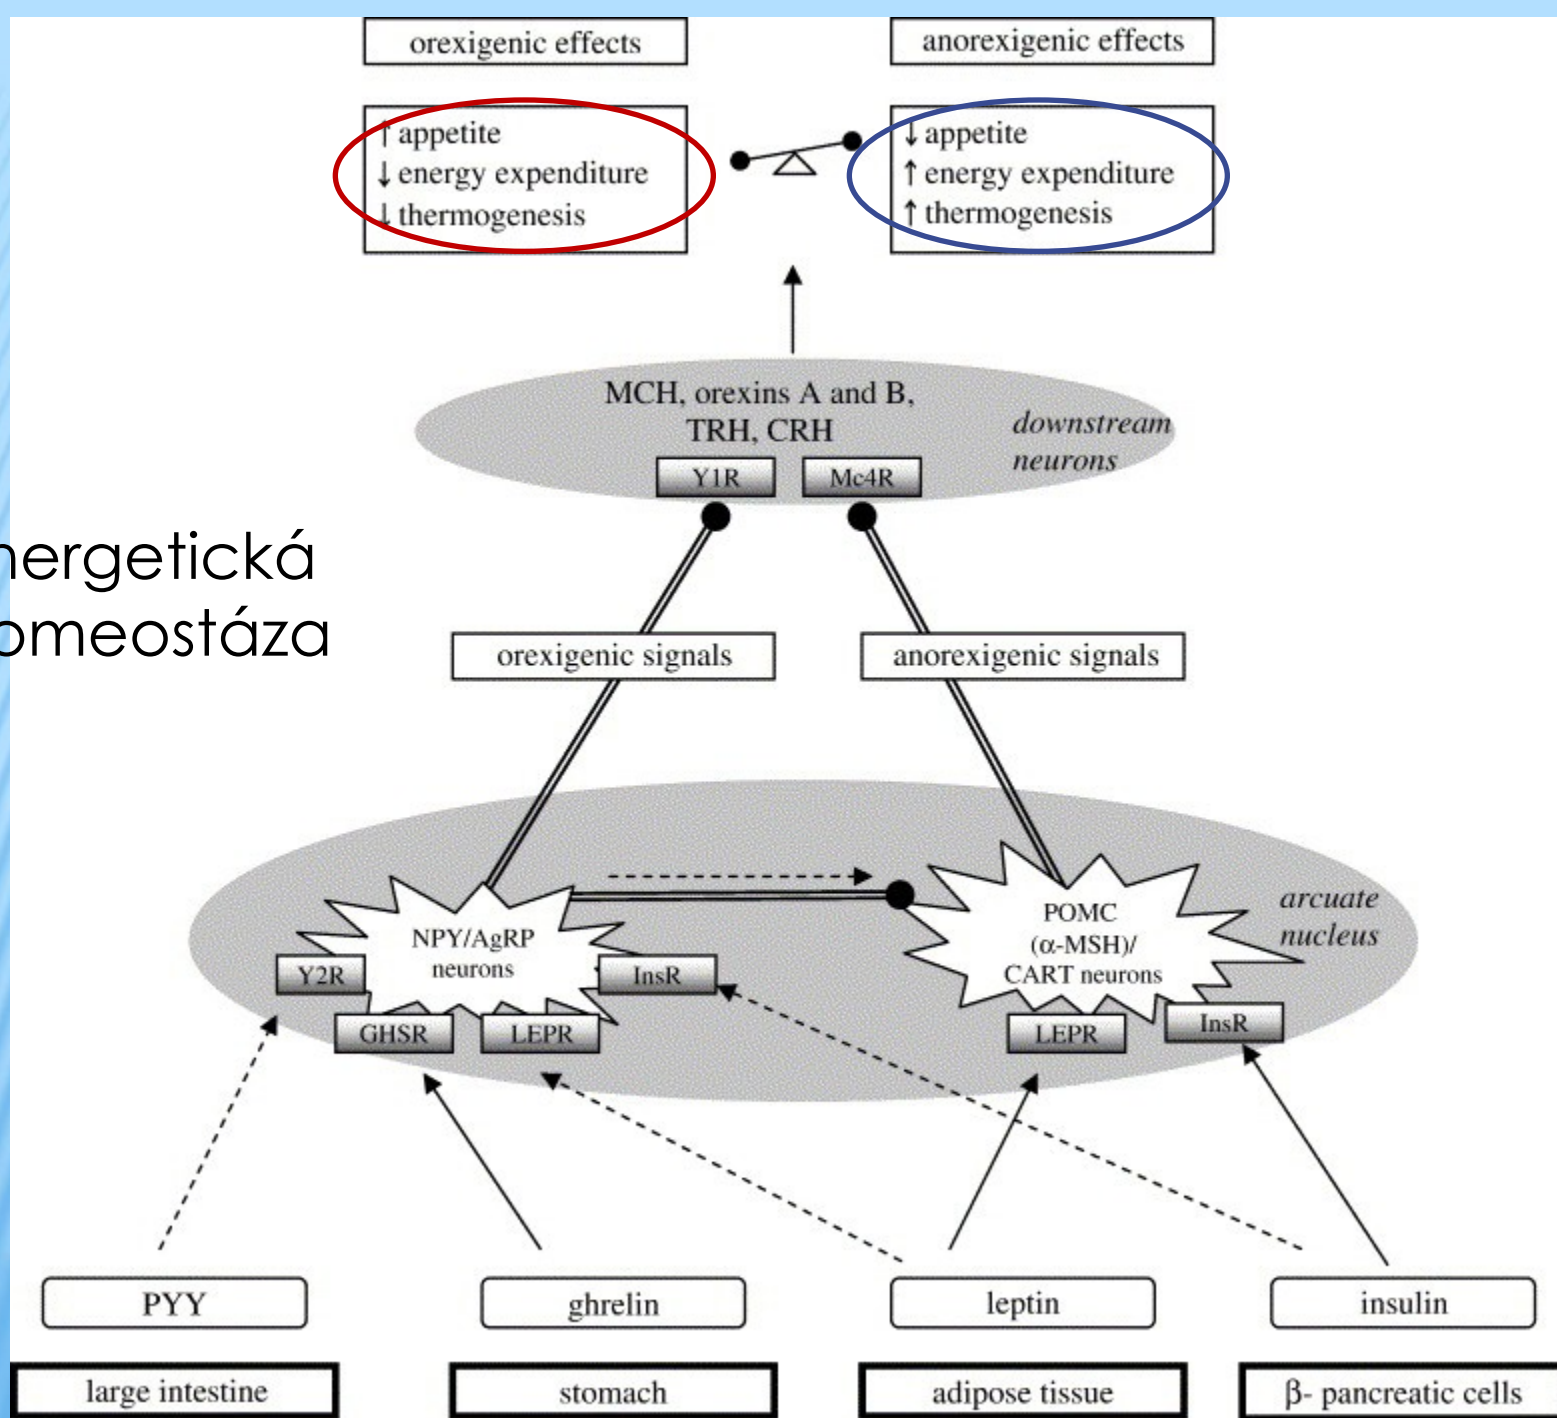 orexigenic effects
anorexigenic effects
↑ appetite
↓ energy expenditure
↓ thermogenesis
↓ appetite
↑ energy expenditure
↑ thermogenesis
MCH, orexins A and B,
TRH, CRH
downstream
neurons
Y1R
Mc4R
nergetická
omeostáza
orexigenic signals
anorexigenic signals
NPY/AgRP
neurons
POMC
(α-MSH)/
CART neurons
arcuate
nucleus
Y2R
InsR
GHSR
LEPR
LEPR
InsR
PYY
ghrelin
leptin
insulin
large intestine
stomach
adipose tissue
β- pancreatic cells